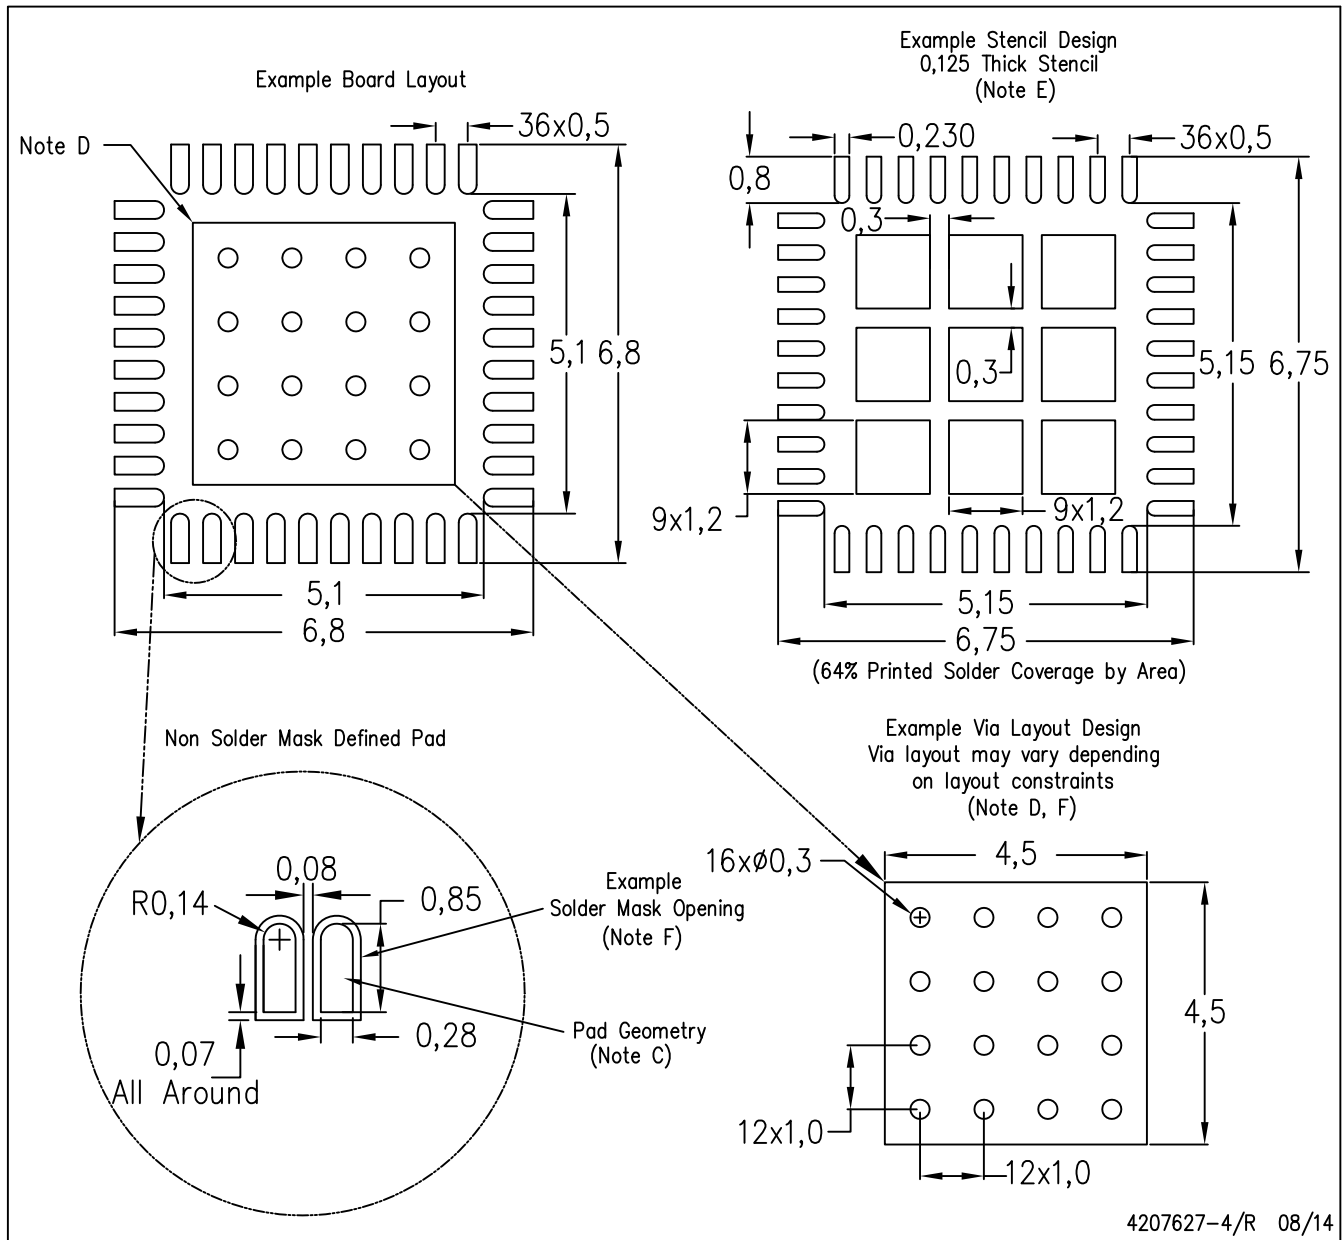 Example Board Layout
Note D
36x0,5
5,1
6,8
5,1
6,8
Example Stencil Design
0,125 Thick Stencil
(Note E)
0,230
36x0,5
0,8
0,3
0,3
5,15
6,75
9x1,2
9x1,2
5,15
6,75
(64% Printed Solder Coverage by Area)
Non Solder Mask Defined Pad
0,08
R0,14
0,85
Example
Solder Mask Opening
(Note F)
0,28
Pad Geometry
(Note C)
0,07
All Around
Example Via Layout Design
Via layout may vary depending
on layout constraints
(Note D, F)
16xø0,3
4,5
4,5
12x1,0
12x1,0
4207627-4/R 08/14